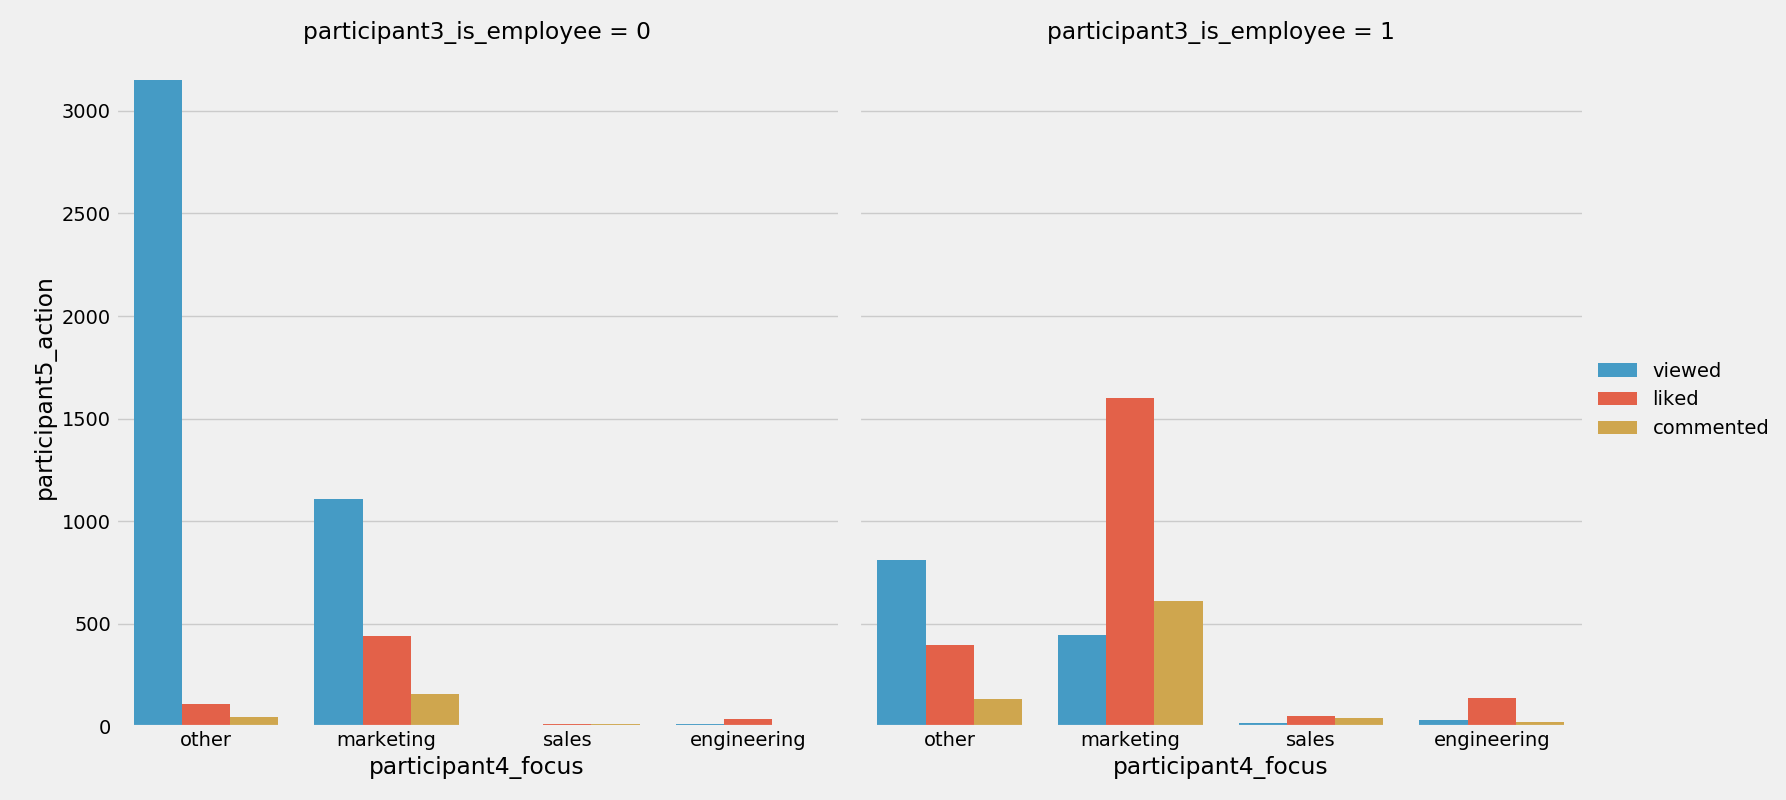 participant3_is_employee = 0
participant3_is_employee = 1
participant5_action
3000
2500
2000
1500
1000
500
0
other marketing sales engineering
other marketing sales engineering
participant4_focus
participant4_focus
viewed
liked
commented